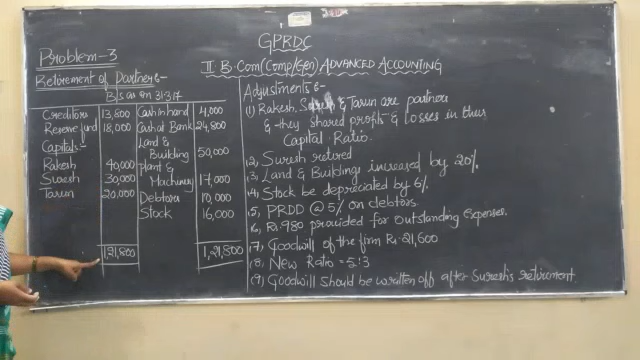 GPRDC
II B.Com(Comp/Gen) ADVANCED ACCOUNTING
Problem-3
Retirement of Partner:-
B/s as on 31.3.17
Creditors 13,800 Cash in hand 4,000
Reserve fund 18,000 Cash at Bank 24,800
Capitals:- Land & Building 50,000
Rakesh 40,000 plant & Machinery 17,000
Suresh 30,000
Tarun 20,000 Debtors 10,000
Stock 16,000
1,21,800 1,21,800
Adjustments:-
(1) Rakesh, & Tarun are partners
& they shared profits & Losses in their
Capital Ratio.
(2) Suresh retired
(3) Land & Buildings increased by 20%.
(4) Stock be depreciated by 6%
(5) PRDD @ 5% on debtors.
(6) Rs.980 provided for outstanding expenses.
(7) Goodwill of the firm Rs.21,600
(8) New Ratio = 5:3
(9) Goodwill should be written off after Suresh's retirement